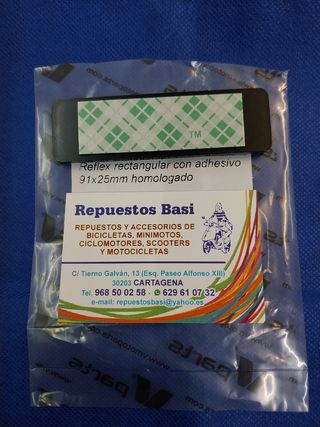 TM
Reflex rectangular con adhesivo
91x25mm homologado
Repuestos Basi
REPUESTOS Y ACCESORIOS DE
BICICLETAS, MINIMOTOS,
CICLOMOTORES, SCOOTERS
Y MOTOCICLETAS
C/ Tierno Galván, 13 (Esq. Paseo Alfonso XIII)
30203 CARTAGENA
Tel. 968 50 02 58 - 629 61 07 32
e-mail: repuestosbasi@yahoo.es
V parts